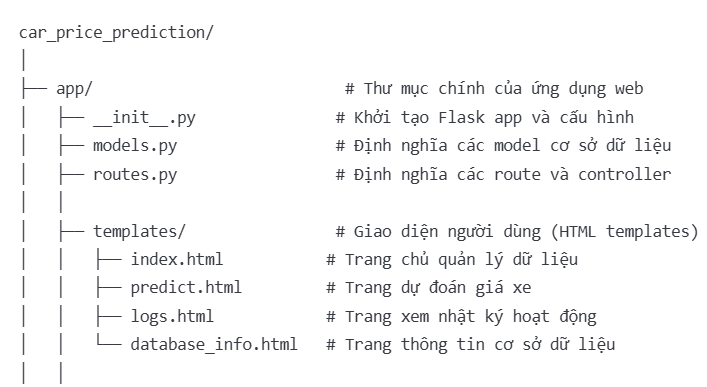 car_price_prediction/
│
├── app/                           # Thư mục chính của ứng dụng web
│   ├── __init__.py               # Khởi tạo Flask app và cấu hình
│   ├── models.py                 # Định nghĩa các model cơ sở dữ liệu
│   ├── routes.py                 # Định nghĩa các route và controller
│   │
│   ├── templates/                # Giao diện người dùng (HTML templates)
│   │   ├── index.html           # Trang chủ quản lý dữ liệu
│   │   ├── predict.html         # Trang dự đoán giá xe
│   │   ├── logs.html            # Trang xem nhật ký hoạt động
│   │   └── database_info.html   # Trang thông tin cơ sở dữ liệu
│   │